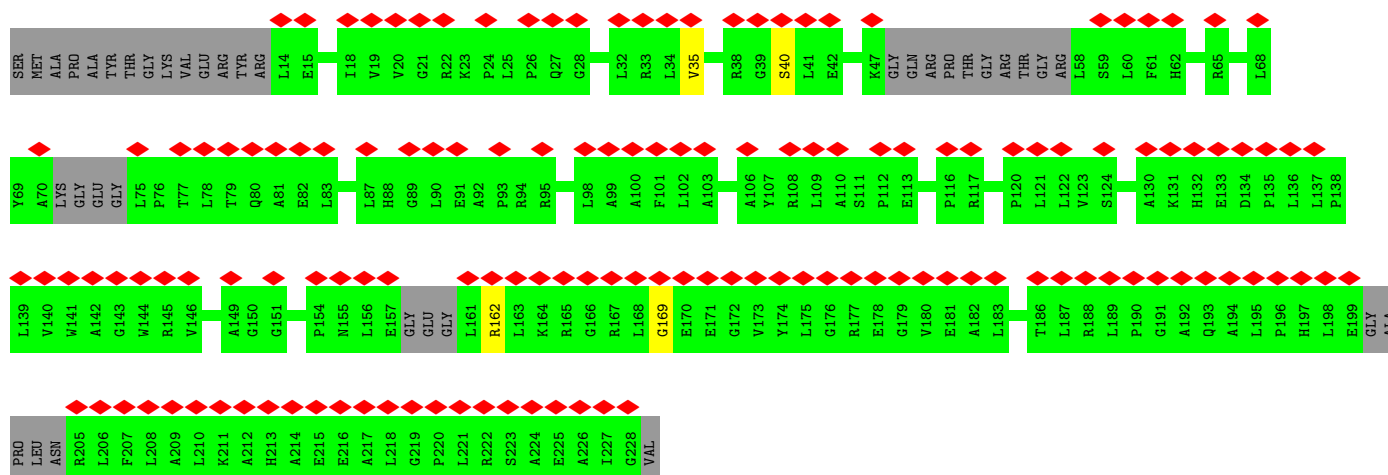 SER MET ALA PRO ALA TYR THR GLY LYS VAL GLU ARG TYR ARG L14 E15 I18 V19 V20 G21 R22 K23 P24 L25 P26 Q27 G28 L32 R33 L34 V35 R38 G39 S40 L41 E42 K47 GLY GLN ARG PRO THR GLY ARG THR GLY ARG L58 S59 L60 F61 H62 R65 L68
Y69 A70 LYS GLY GLU GLY L75 P76 T77 L78 T79 Q80 A81 E82 L83 L87 H88 G89 L90 E91 A92 P93 R94 R95 L98 A99 A100 F101 L102 A103 A106 Y107 R108 L109 A110 S111 P112 E113 P116 R117 P120 L121 L122 V123 S124 A130 K131 H132 E133 D134 P135 L136 L137 P138
L139 V140 W141 A142 G143 W144 R145 V146 A149 G150 G151 P154 N155 L156 E157 GLY GLU GLY L161 R162 L163 K164 R165 G166 R167 L168 G169 E170 E171 G172 V173 Y174 L175 G176 R177 E178 G179 V180 E181 A182 L183 T186 L187 R188 L189 P190 G191 A192 Q193 A194 L195 P196 H197 L198 E199 GLY ALA
PRO LEU ASN R205 L206 F207 L208 A209 L210 K211 A212 H213 A214 E215 E216 A217 L218 G219 P220 L221 R222 S223 A224 E225 A226 I227 G228 VAL